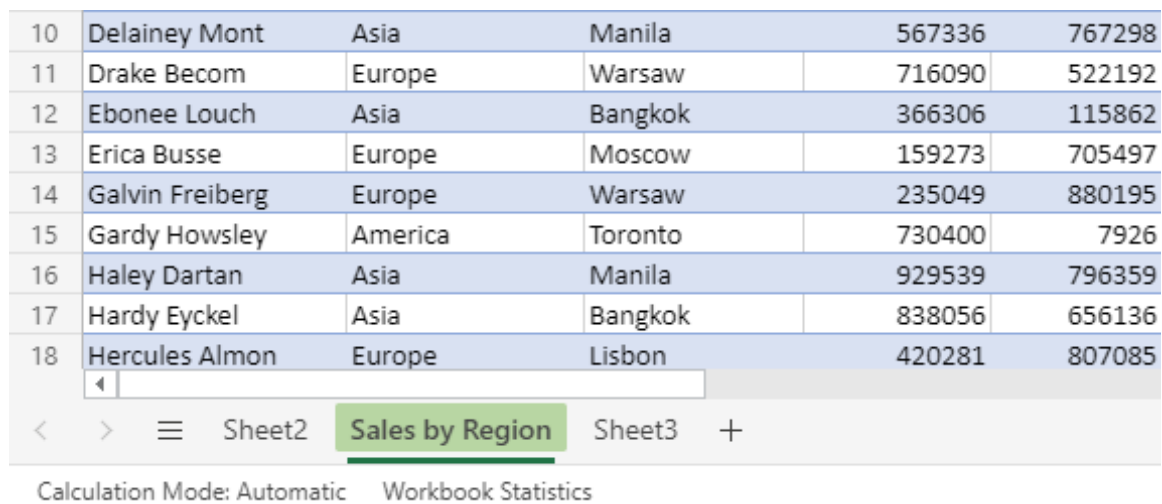 10 Delainey Mont Asia Manila 567336 767298
11 Drake Becom Europe Warsaw 716090 522192
12 Ebonee Louch Asia Bangkok 366306 115862
13 Erica Busse Europe Moscow 159273 705497
14 Galvin Freiberg Europe Warsaw 235049 880195
15 Gardy Howsley America Toronto 730400 7926
16 Haley Dartan Asia Manila 929539 796359
17 Hardy Eyckel Asia Bangkok 838056 656136
18 Hercules Almon Europe Lisbon 420281 807085
Sheet2 Sales by Region Sheet3 +
Calculation Mode: Automatic Workbook Statistics